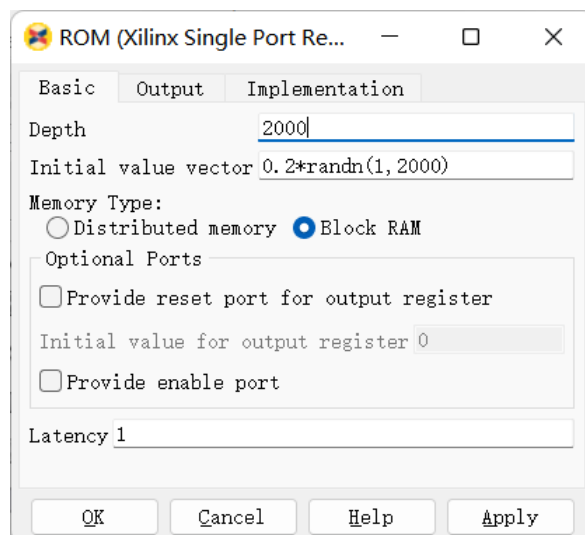 ROM (Xilinx Single Port Re...
Basic Output Implementation
Depth 2000
Initial value vector 0.2*randn(1,2000)
Memory Type:
Distributed memory Block RAM
Optional Ports
Provide reset port for output register
Initial value for output register 0
Provide enable port
Latency 1
OK Cancel Help Apply